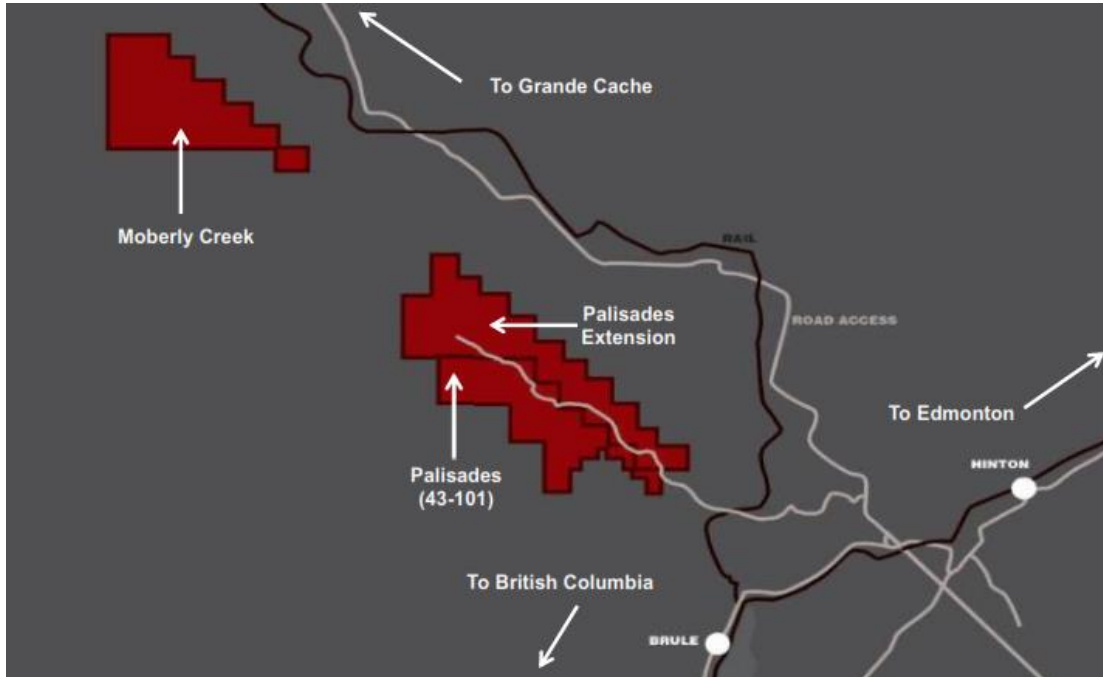 To Grande Cache
Moberly Creek
RAIL
Palisades
Extension
ROAD ACCESS
To Edmonton
HINTON
Palisades
(43-101)
To British Columbia
BRULE